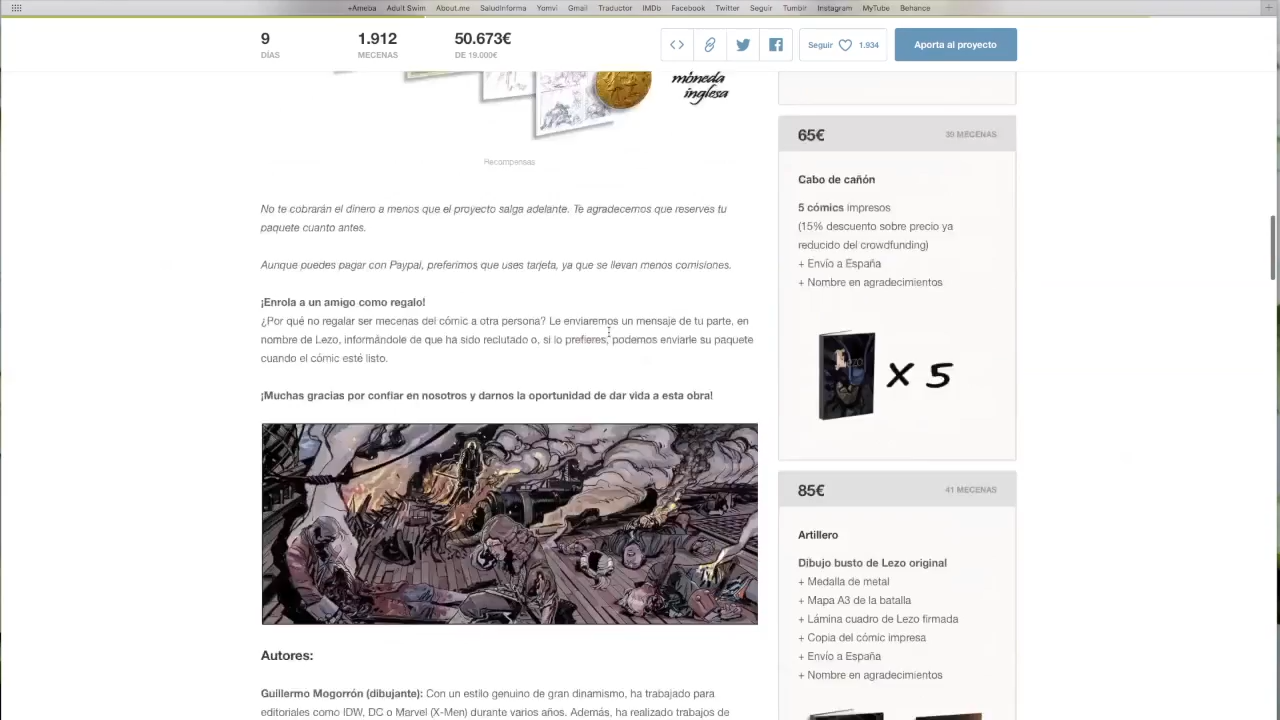 +Ameba Adult Swim About.me SaludInforma Yomvi Gmail Traductor IMDb Facebook Twitter Seguir Tumblr Instagram MyTube Behance
9 1.912 50.673€
DÍAS MECENAS DE 19.000€
Seguir 1.934
Aporta al proyecto
moneda
inglesa
Recompensas
No te cobrarán el dinero a menos que el proyecto salga adelante. Te agradecemos que reserves tu
paquete cuanto antes.
Aunque puedes pagar con Paypal, preferimos que uses tarjeta, ya que se llevan menos comisiones.
¡Enrola a un amigo como regalo!
¿Por qué no regalar ser mecenas del cómic a otra persona? Le enviaremos un mensaje de tu parte, en
nombre de Lezo, informándole de que ha sido reclutado o, si lo prefieres, podemos enviarle su paquete
cuando el cómic esté listo.
¡Muchas gracias por confiar en nosotros y darnos la oportunidad de dar vida a esta obra!
Autores:
Guillermo Mogorrón (dibujante): Con un estilo genuino de gran dinamismo, ha trabajado para
editoriales como IDW, DC o Marvel (X-Men) durante varios años. Además, ha realizado trabajos de
65€ 39 MECENAS
Cabo de cañón
5 cómics impresos
(15% descuento sobre precio ya
reducido del crowdfunding)
+ Envío a España
+ Nombre en agradecimientos
LEZO
X 5
85€ 41 MECENAS
Artillero
Dibujo busto de Lezo original
+ Medalla de metal
+ Mapa A3 de la batalla
+ Lámina cuadro de Lezo firmada
+ Copia del cómic impresa
+ Envío a España
+ Nombre en agradecimientos